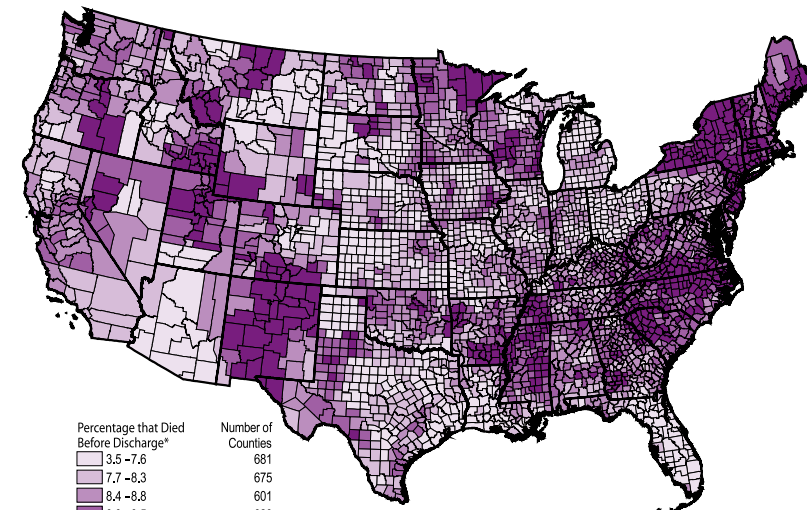 Percentage that Died Number of
Before Discharge* Counties
3.5 –7.6 681
7.7 –8.3 675
8.4 –8.8 601